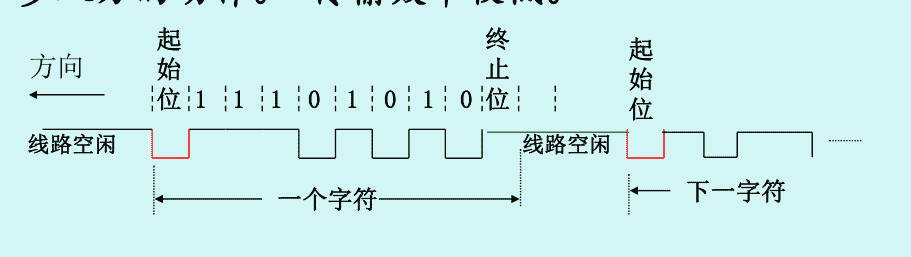 起始位
终止位
起始位
方向
1 1 1 0 1 0 1 0
线路空闲
线路空闲
一个字符
下一字符